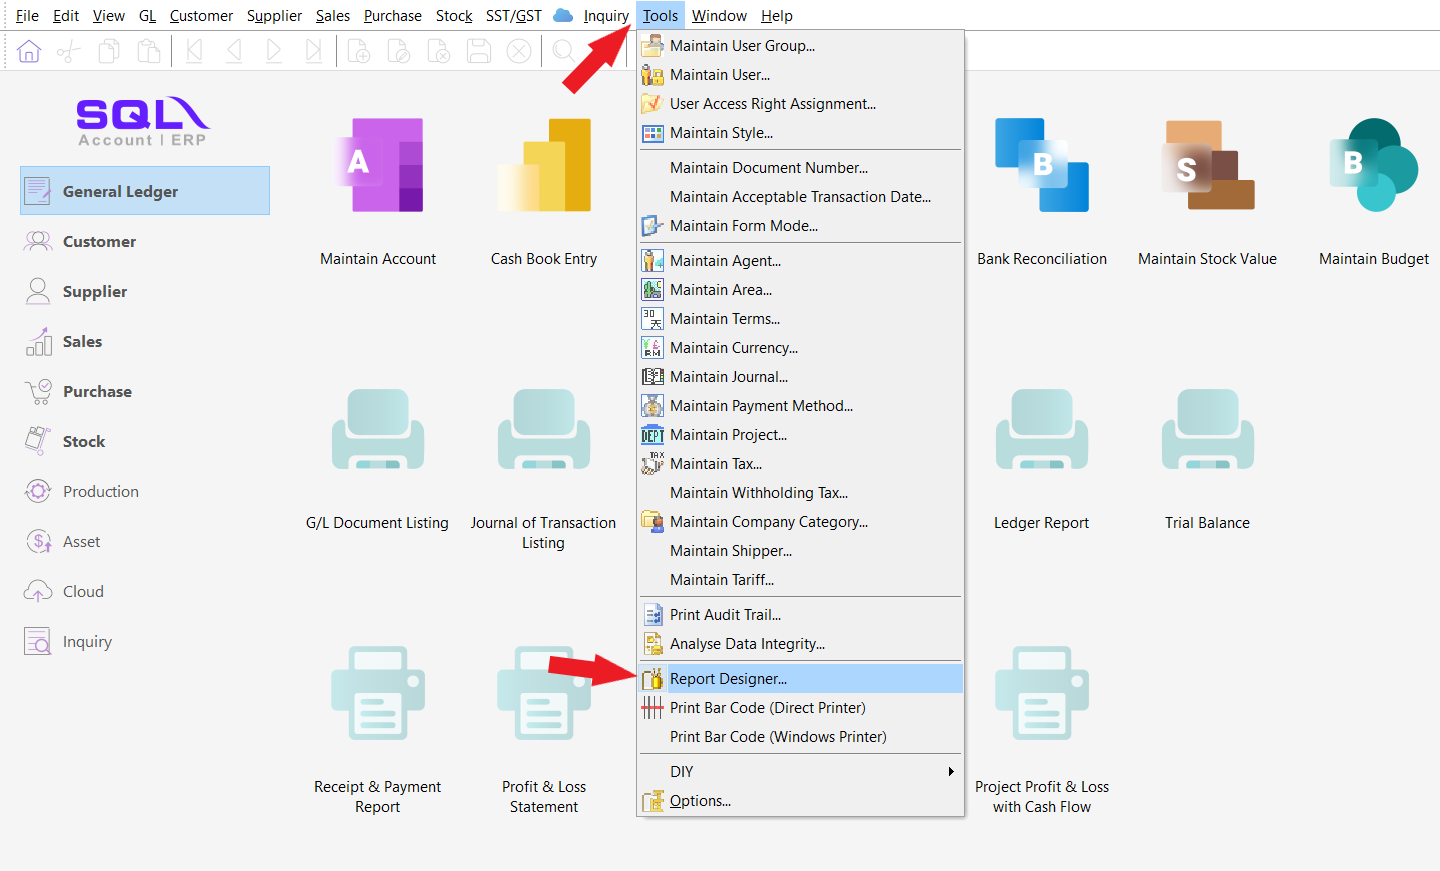 File Edit View GL Customer Supplier Sales Purchase Stock SST/GST Inquiry Tools Window Help
SQL
Account | ERP
General Ledger
Customer
Supplier
Sales
Purchase
Stock
Production
Asset
Cloud
Inquiry
A
Maintain Account
Cash Book Entry
B
Bank Reconciliation
S
Maintain Stock Value
B
Maintain Budget
G/L Document Listing
Journal of Transaction
Listing
Ledger Report
Trial Balance
Receipt & Payment
Report
Profit & Loss
Statement
Project Profit & Loss
with Cash Flow
Maintain User Group...
Maintain User...
User Access Right Assignment...
Maintain Style...
Maintain Document Number...
Maintain Acceptable Transaction Date...
Maintain Form Mode...
Maintain Agent...
Maintain Area...
30
Maintain Terms...
RM
Maintain Currency...
Maintain Journal...
Maintain Payment Method...
DEPT
Maintain Project...
TAX
Maintain Tax...
Maintain Withholding Tax...
Maintain Company Category...
Maintain Shipper...
Maintain Tariff...
Print Audit Trail...
Analyse Data Integrity...
Report Designer...
Print Bar Code (Direct Printer)
Print Bar Code (Windows Printer)
DIY
Options...